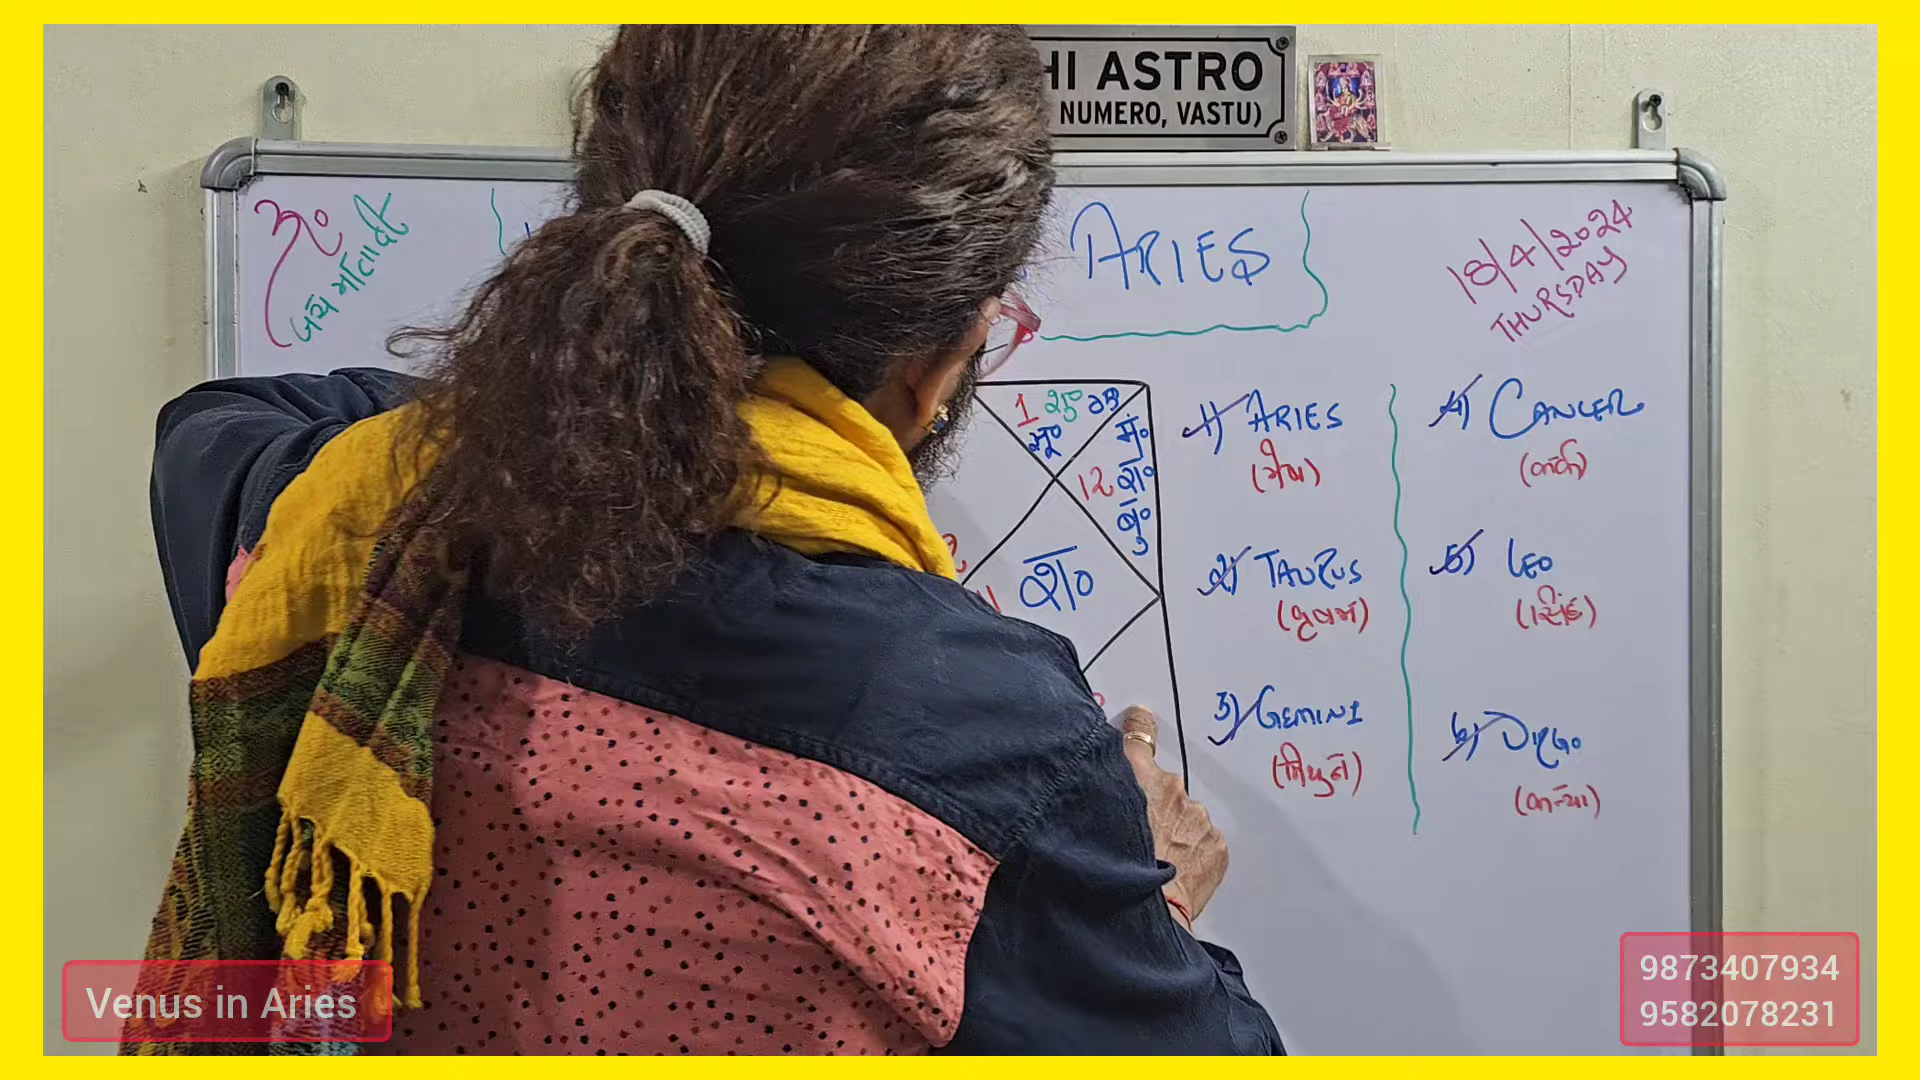 HI ASTRO
NUMERO, VASTU)
ARIES
18/4/2024
THURSDAY
1 शु० गु०
सू०
मं०
12 रा०
बु०
श०
1) ARIES
(मेष)
2) TAURUS
(वृषभ)
3) GEMINI
(मिथुन)
4) CANCER
(कर्क)
5) LEO
(सिंह)
6) VIRGO
(कन्या)
Venus in Aries
9873407934
9582078231